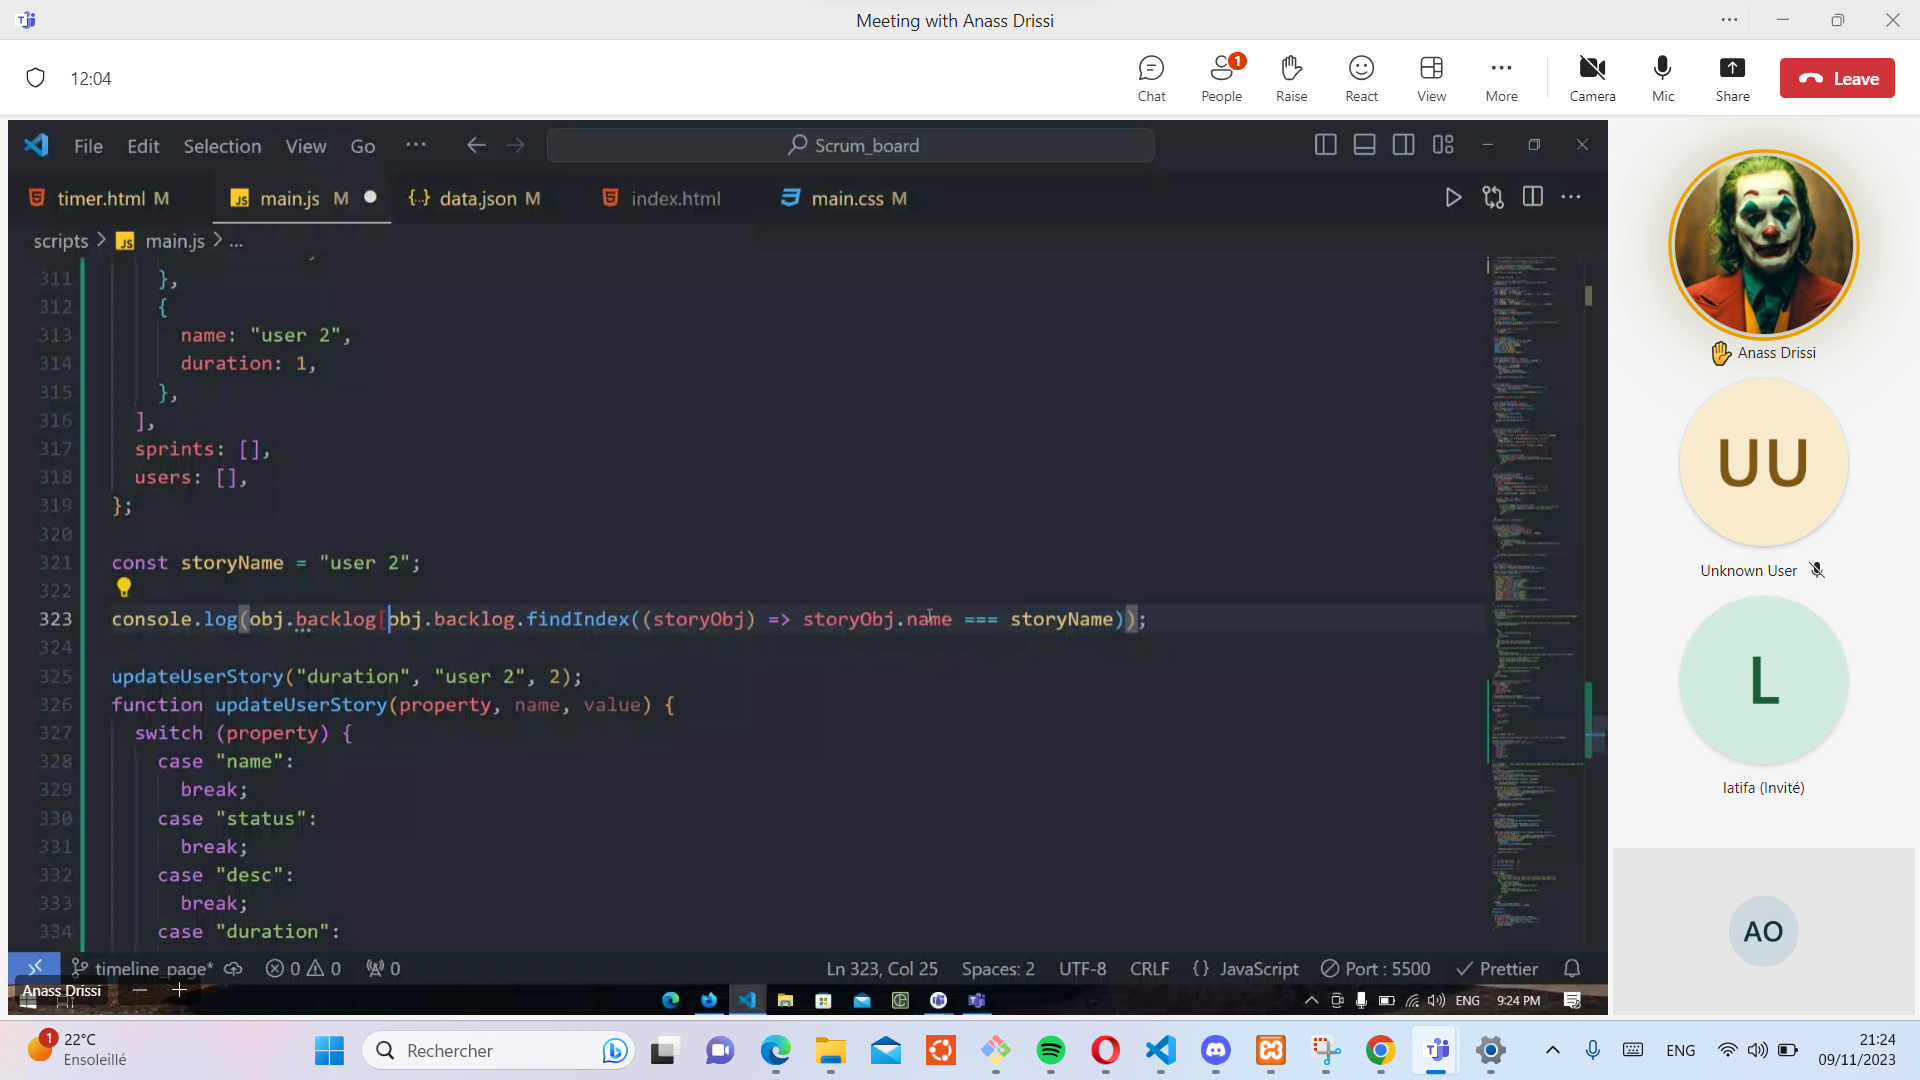 Meeting with Anass Drissi
12:04
1
Chat People Raise React View More Camera Mic Share Leave
File Edit Selection View Go
Scrum_board
timer.html M
main.js M
data.json M
index.html
main.css M
scripts > main.js > ...
311 },
312 {
313 name: "user 2",
314 duration: 1,
315 },
316 ],
317 sprints: [],
318 users: [],
319 };
320
321 const storyName = "user 2";
322
323 console.log(obj.backlog[obj.backlog.findIndex((storyObj) => storyObj.name === storyName));
324
325 updateUserStory("duration", "user 2", 2);
326 function updateUserStory(property, name, value) {
327 switch (property) {
328 case "name":
329 break;
330 case "status":
331 break;
332 case "desc":
333 break;
334 case "duration":
timeline_page* 0 0 0
Ln 323, Col 25 Spaces: 2 UTF-8 CRLF {} JavaScript Port : 5500 Prettier
Anass Drissi
ENG 9:24 PM
Anass Drissi
UU
Unknown User
L
latifa (Invité)
AO
1
22°C
Ensoleillé
Rechercher
ENG
21:24
09/11/2023